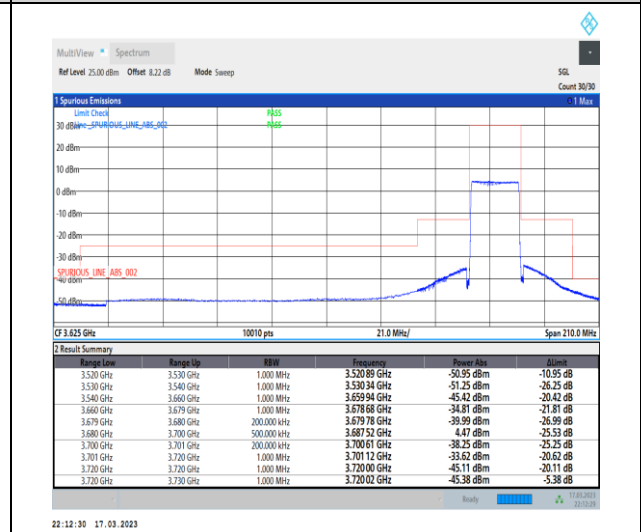 MultiView Spectrum
Ref Level 25.00 dBm Offset 8.22 dB Mode Sweep SGL
Count 30/30
1 Spurious Emissions 1 Max
Limit Check PASS
Line _SPURIOUS_LINE_ABS_002 PASS
30 dBm
20 dBm
10 dBm
0 dBm
-10 dBm
-20 dBm
-30 dBm
SPURIOUS_LINE_ABS_002
-40 dBm
-50 dBm
CF 3.625 GHz 10010 pts 21.0 MHz/ Span 210.0 MHz
2 Result Summary
Range Low Range Up RBW Frequency Power Abs ΔLimit
3.520 GHz 3.530 GHz 1.000 MHz 3.520 89 GHz -50.95 dBm -10.95 dB
3.530 GHz 3.540 GHz 1.000 MHz 3.530 34 GHz -51.25 dBm -26.25 dB
3.540 GHz 3.660 GHz 1.000 MHz 3.659 94 GHz -45.42 dBm -20.42 dB
3.660 GHz 3.679 GHz 1.000 MHz 3.678 68 GHz -34.81 dBm -21.81 dB
3.679 GHz 3.680 GHz 200.000 kHz 3.679 78 GHz -39.99 dBm -26.99 dB
3.680 GHz 3.700 GHz 500.000 kHz 3.687 52 GHz 4.47 dBm -25.53 dB
3.700 GHz 3.701 GHz 200.000 kHz 3.700 61 GHz -38.25 dBm -25.25 dB
3.701 GHz 3.720 GHz 1.000 MHz 3.701 12 GHz -33.62 dBm -20.62 dB
3.720 GHz 3.720 GHz 1.000 MHz 3.720 00 GHz -45.11 dBm -20.11 dB
3.720 GHz 3.730 GHz 1.000 MHz 3.720 02 GHz -45.38 dBm -5.38 dB
Ready 17.03.2023
22:12:29
22:12:30 17.03.2023